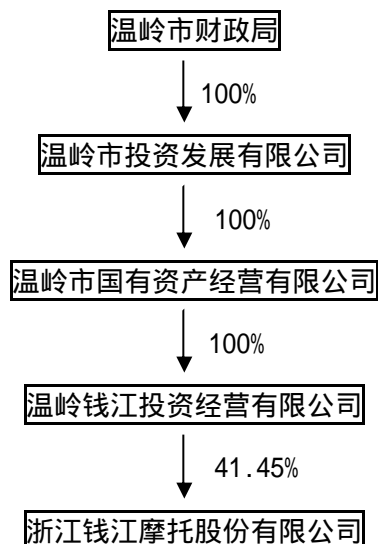 温岭市财政局
100%
温岭市投资发展有限公司
100%
温岭市国有资产经营有限公司
100%
温岭钱江投资经营有限公司
41.45%
浙江钱江摩托股份有限公司